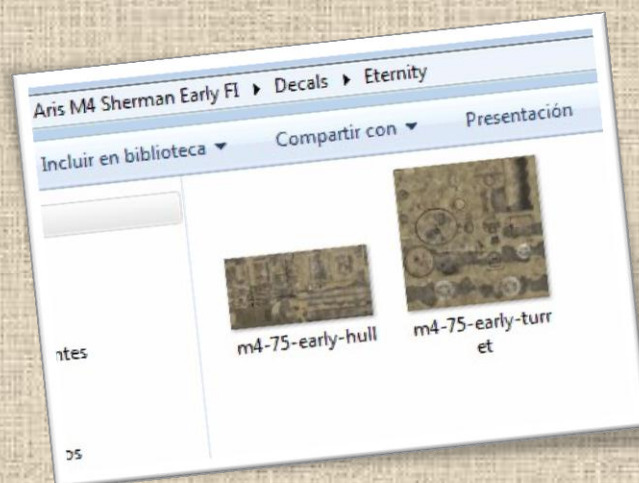 Aris M4 Sherman Early FI ▸ Decals ▸ Eternity
Incluir en biblioteca ▾ Compartir con ▾ Presentación
ntes
os
m4-75-early-hull
m4-75-early-turr
et